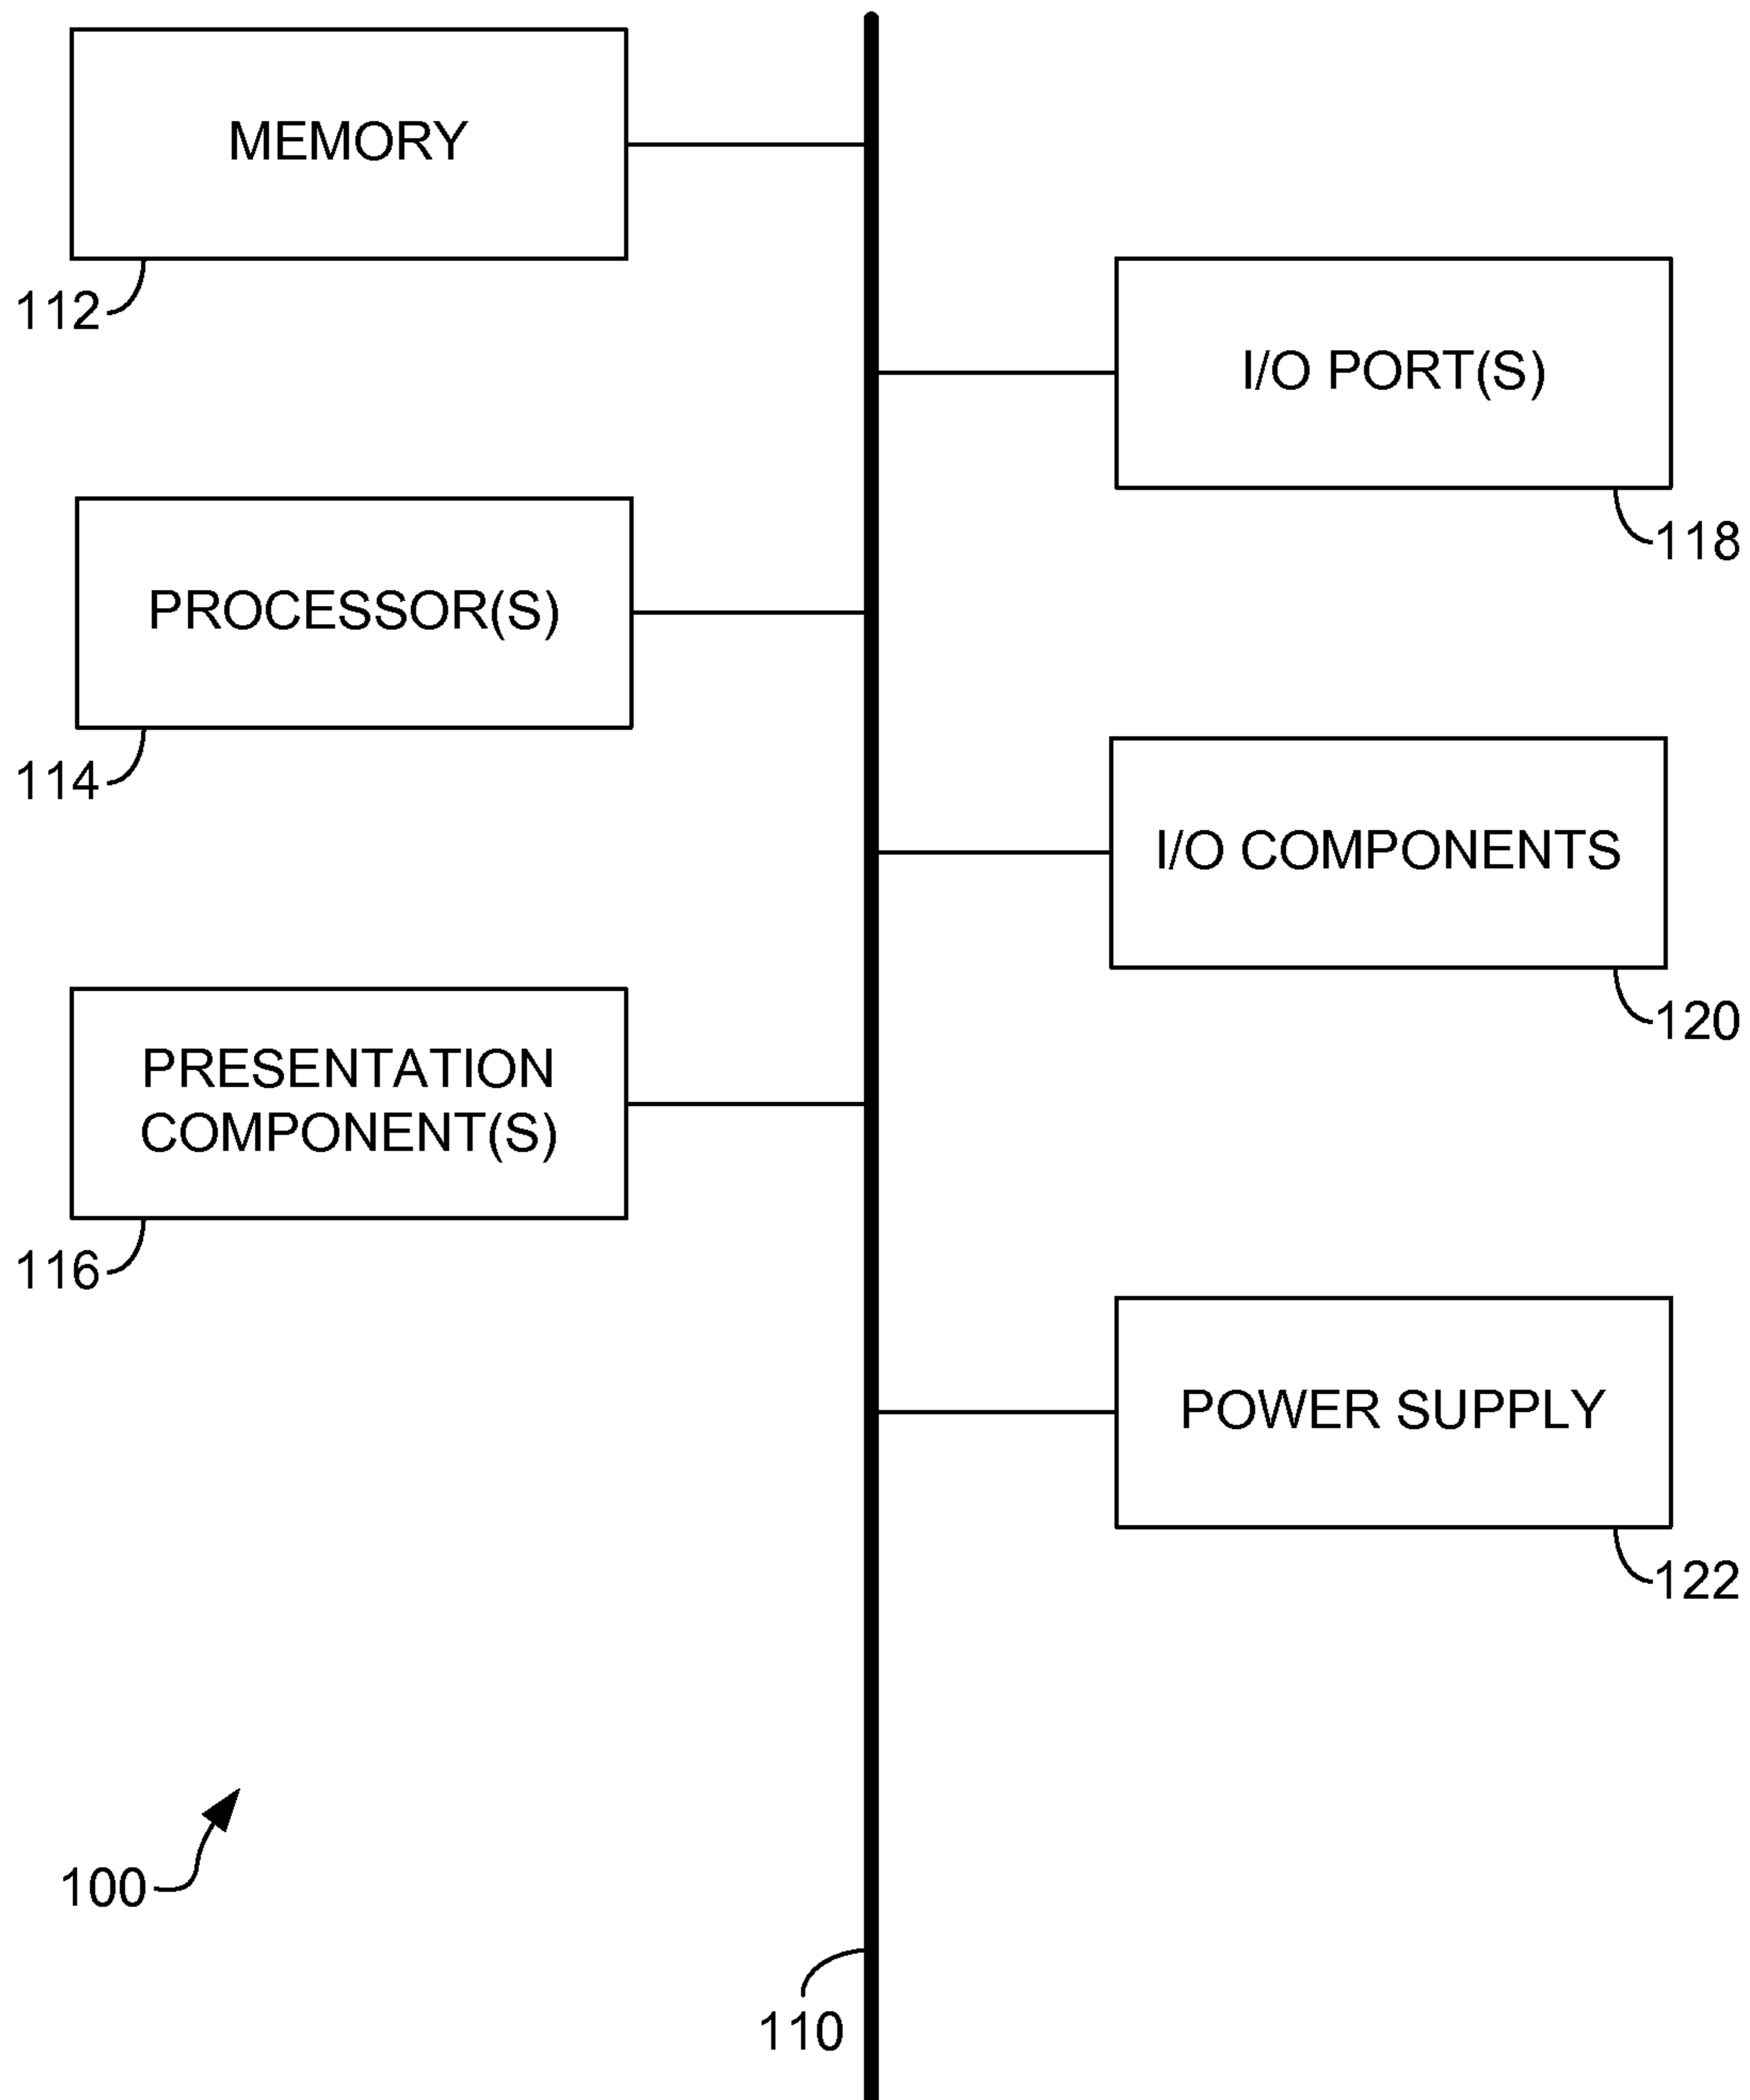 MEMORY
112
I/O PORT(S)
118
PROCESSOR(S)
114
I/O COMPONENTS
120
PRESENTATION
COMPONENT(S)
116
POWER SUPPLY
122
100
110